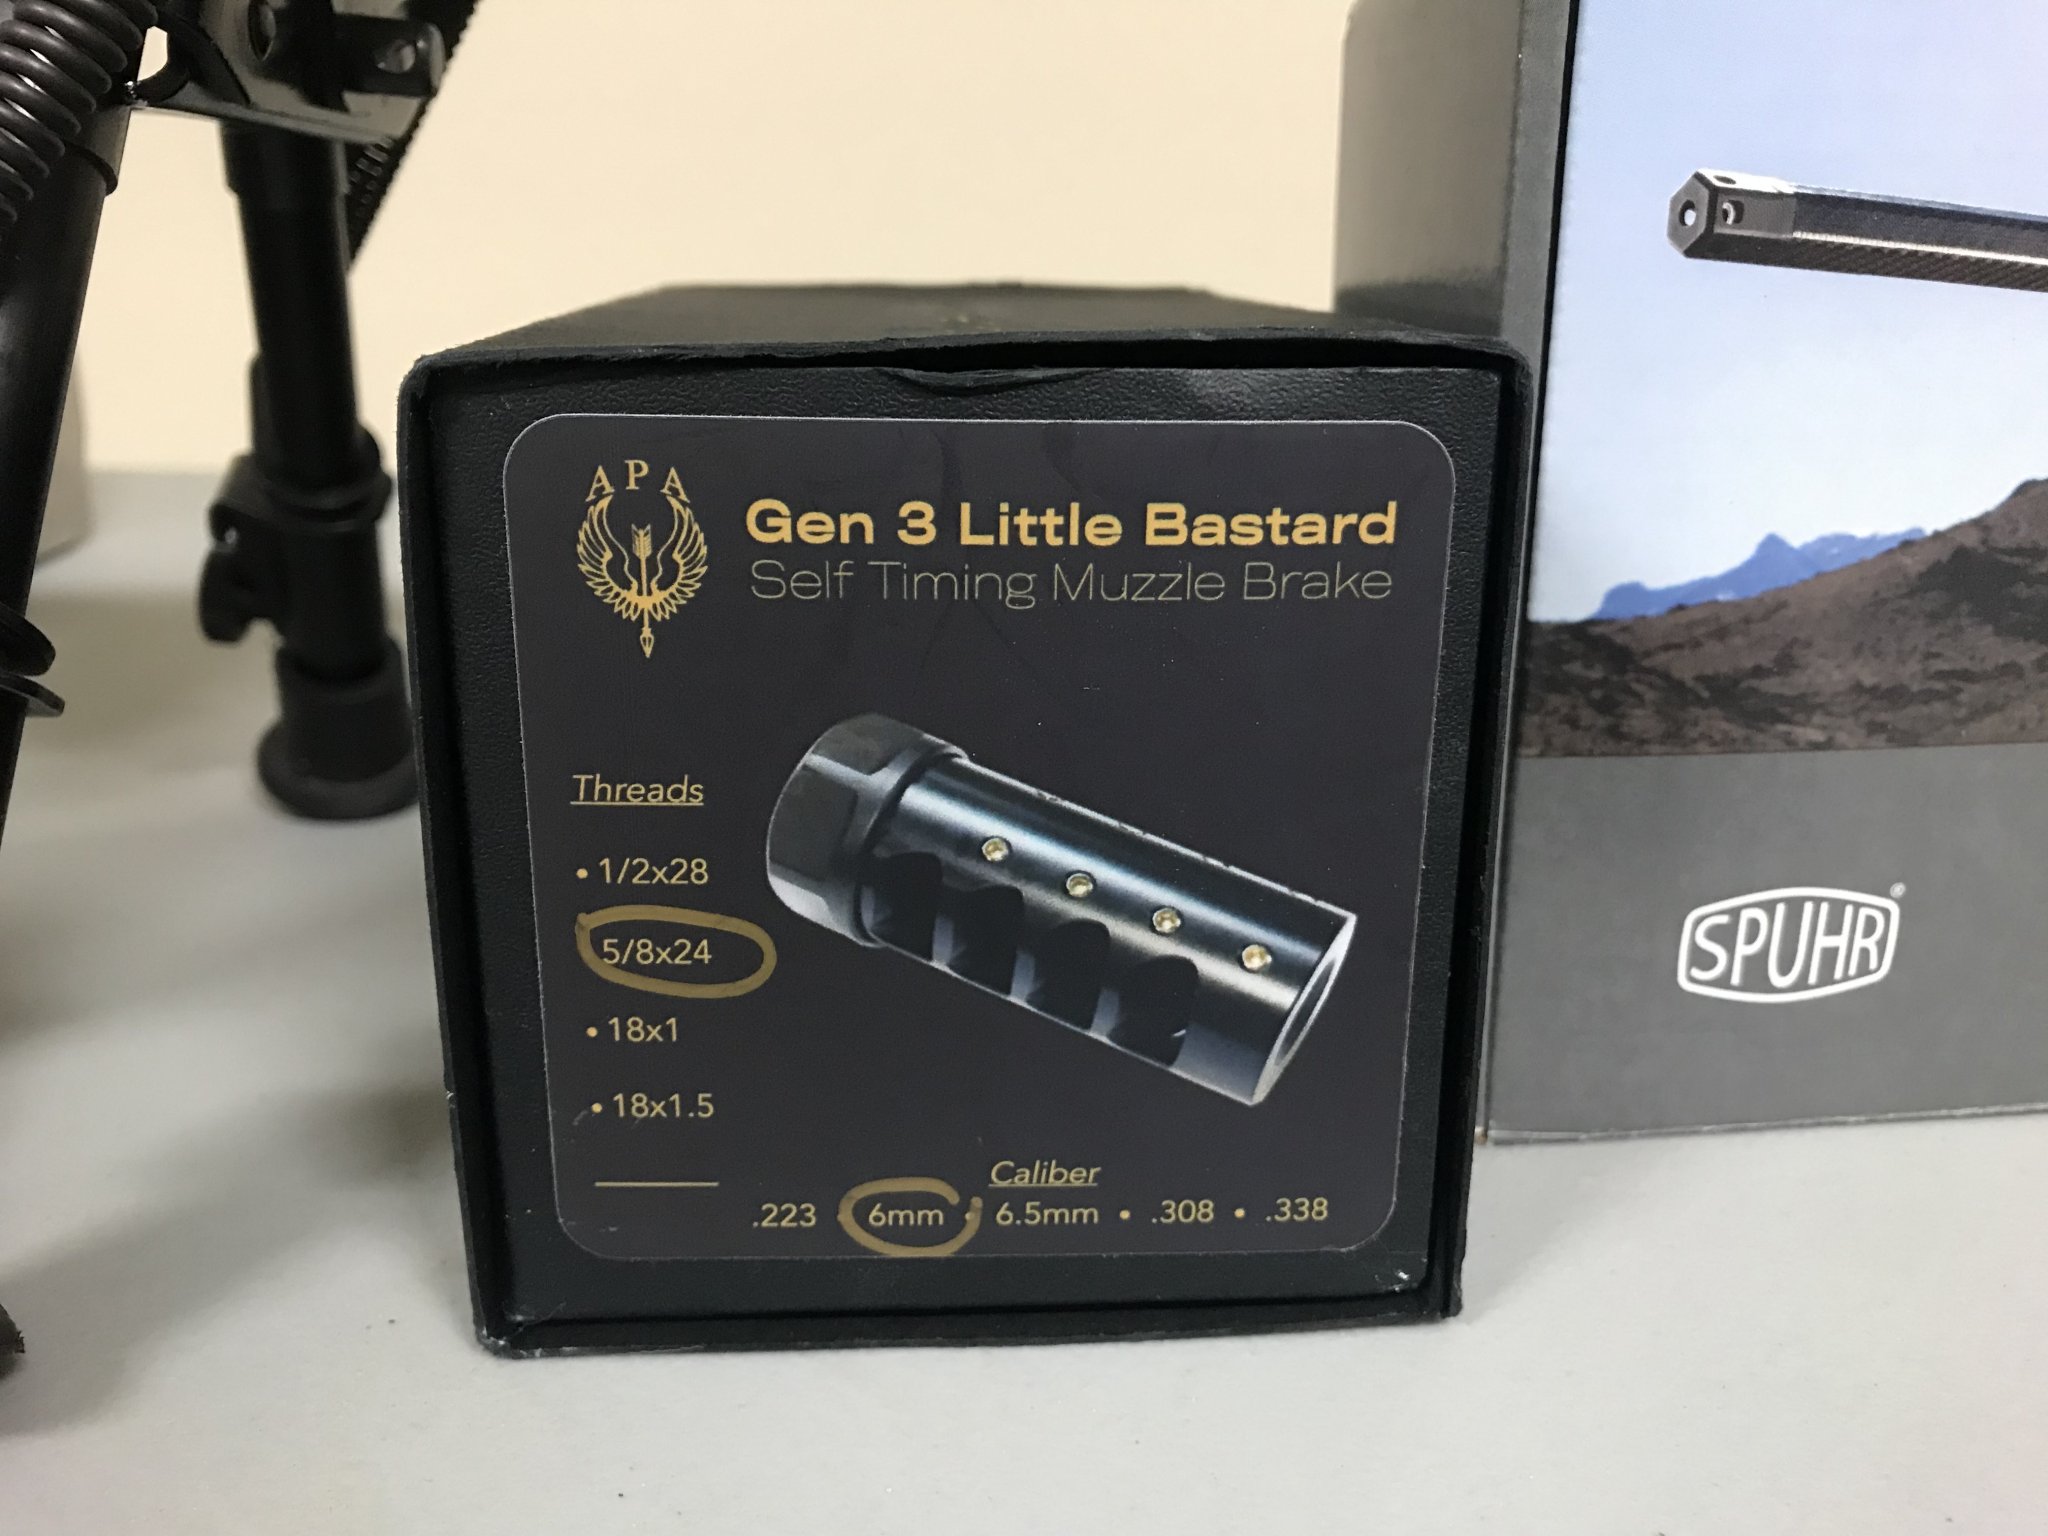 APA
Gen 3 Little Bastard
Self Timing Muzzle Brake
Threads
• 1/2x28
5/8x24
• 18x1
• 18x1.5
Caliber
.223 6mm • 6.5mm • .308 • .338
SPUHR®